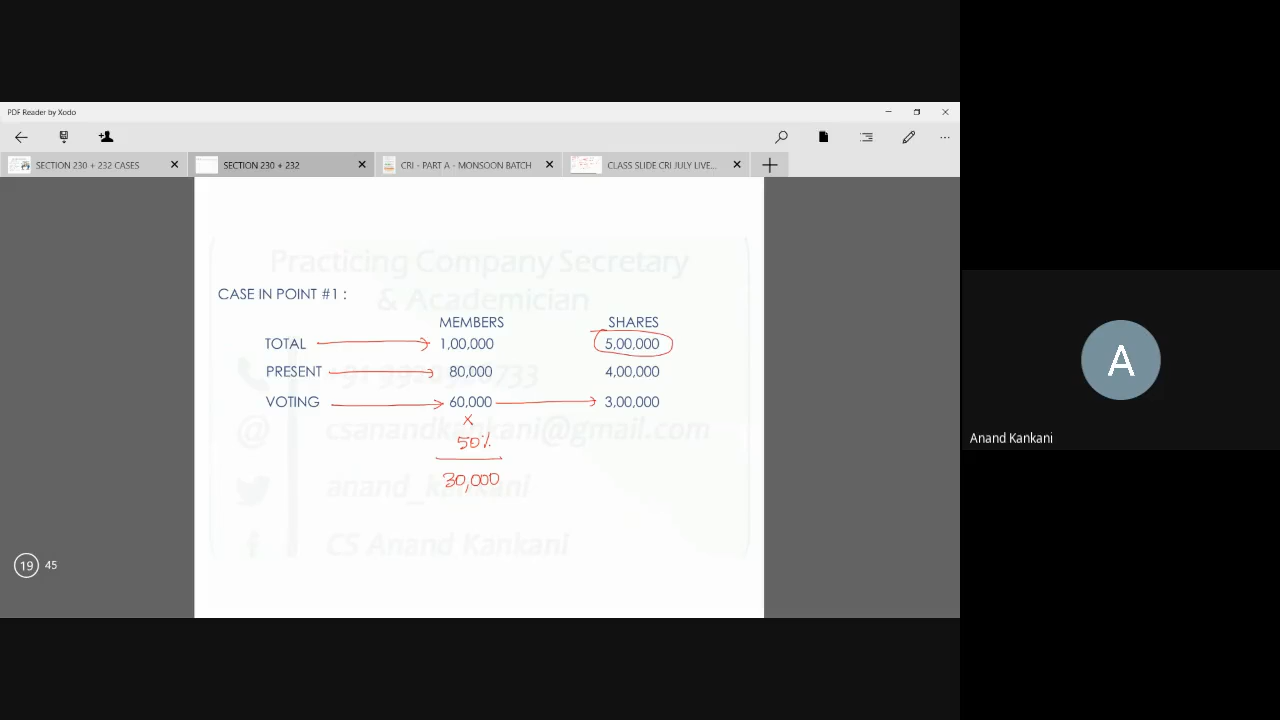 PDF Reader by Xodo
SECTION 230 + 232 CASES
SECTION 230 + 232
CRI - PART A - MONSOON BATCH
CLASS SLIDE CRI JULY LIVE...
Practicing Company Secretary
& Academician
CASE IN POINT #1 :
MEMBERS SHARES
TOTAL 1,00,000 5,00,000
PRESENT 80,000 4,00,000
VOTING 60,000 3,00,000
x
50%
30,000
csanandkankani@gmail.com
anand_kankani
CS Anand Kankani
19 45
A
Anand Kankani